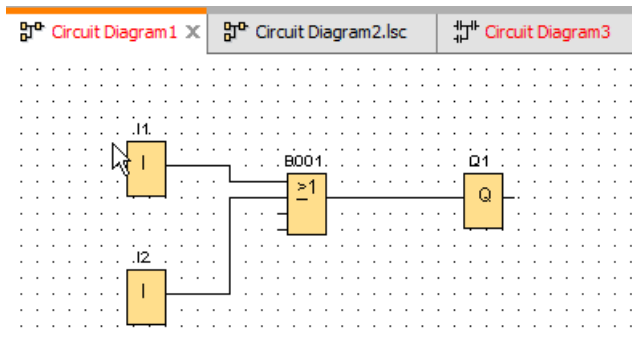 Circuit Diagram1 Circuit Diagram2.lsc Circuit Diagram3
I1
I B001 Q1
≥1
Q
I2
I